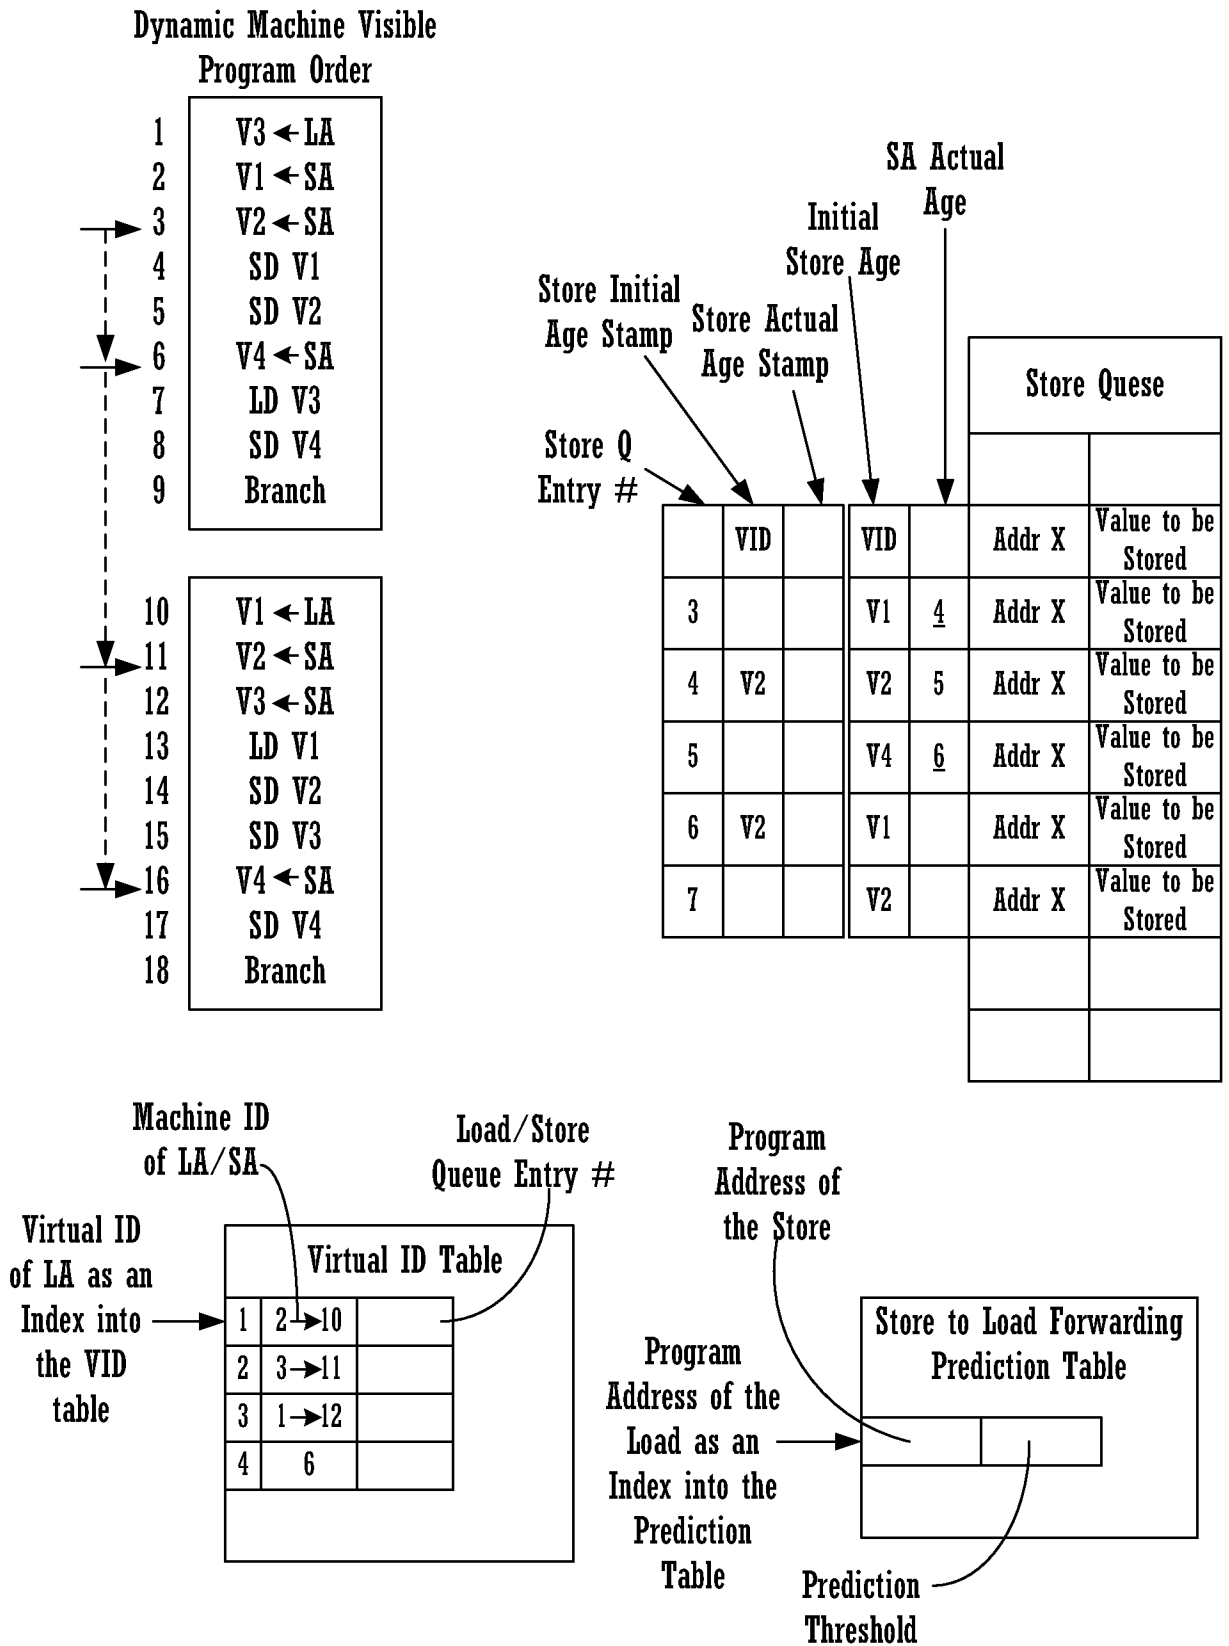 Dynamic Machine Visible
Program Order
1 V3 ← LA
2 V1 ← SA
3 V2 ← SA
4 SD V1
5 SD V2
6 V4 ← SA
7 LD V3
8 SD V4
9 Branch
10 V1 ← LA
11 V2 ← SA
12 V3 ← SA
13 LD V1
14 SD V2
15 SD V3
16 V4 ← SA
17 SD V4
18 Branch
SA Actual
Age
Initial
Store Age
Store Initial
Age Stamp
Store Actual
Age Stamp
Store Q
Entry #
Store Quese
VID VID Addr X Value to be
Stored
3 V1 4 Addr X Value to be
Stored
4 V2 V2 5 Addr X Value to be
Stored
5 V4 6 Addr X Value to be
Stored
6 V2 V1 Addr X Value to be
Stored
7 V2 Addr X Value to be
Stored
Machine ID
of LA/SA
Load/Store
Queue Entry #
Virtual ID
of LA as an
Index into
the VID
table
Virtual ID Table
1 2→10
2 3→11
3 1→12
4 6
Program
Address of
the Store
Program
Address of the
Load as an
Index into the
Prediction
Table
Store to Load Forwarding
Prediction Table
Prediction
Threshold